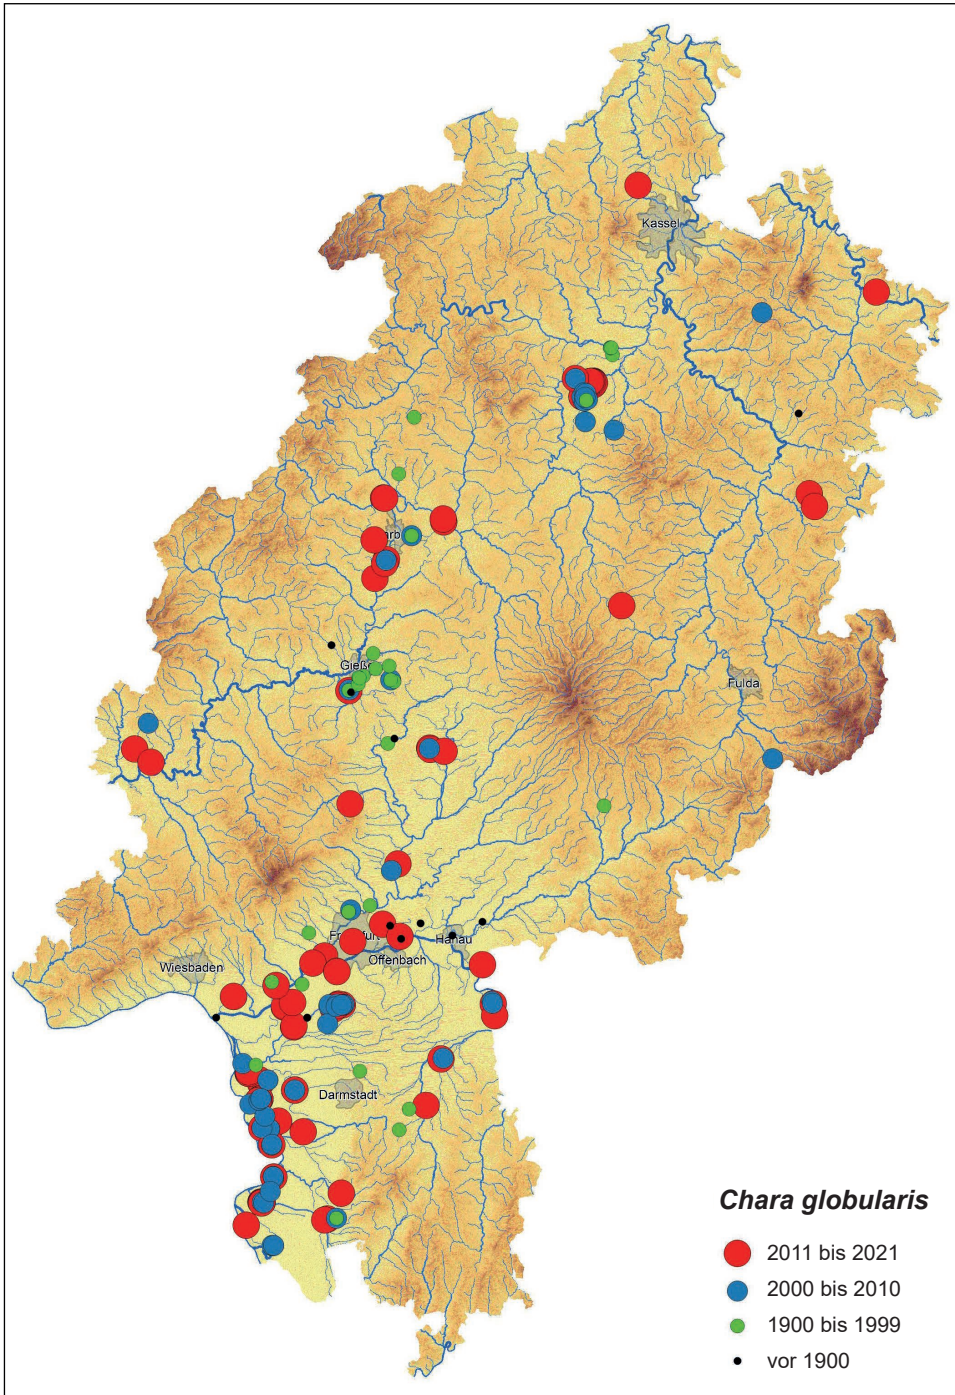 Kassel
Fulda
Wiesbaden
Offenbach
Hanau
Darmstadt
Chara globularis
2011 bis 2021
2000 bis 2010
1900 bis 1999
vor 1900